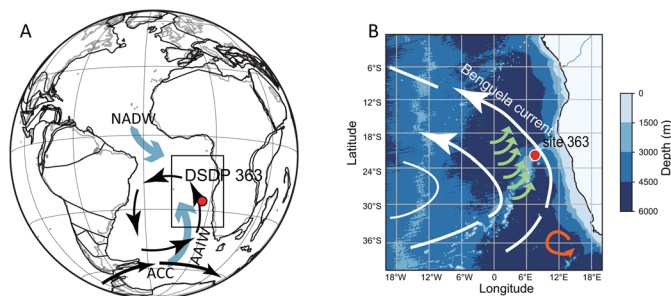 A
NADW
DSDP 363
AAIW
ACC
B
6°S
12°S
18°S
24°S
30°S
36°S
Latitude
18°W
12°W
6°W
0°
6°E
12°E
18°E
Longitude
Benguela current
site 363
0
1500
3000
4500
6000
Depth (m)